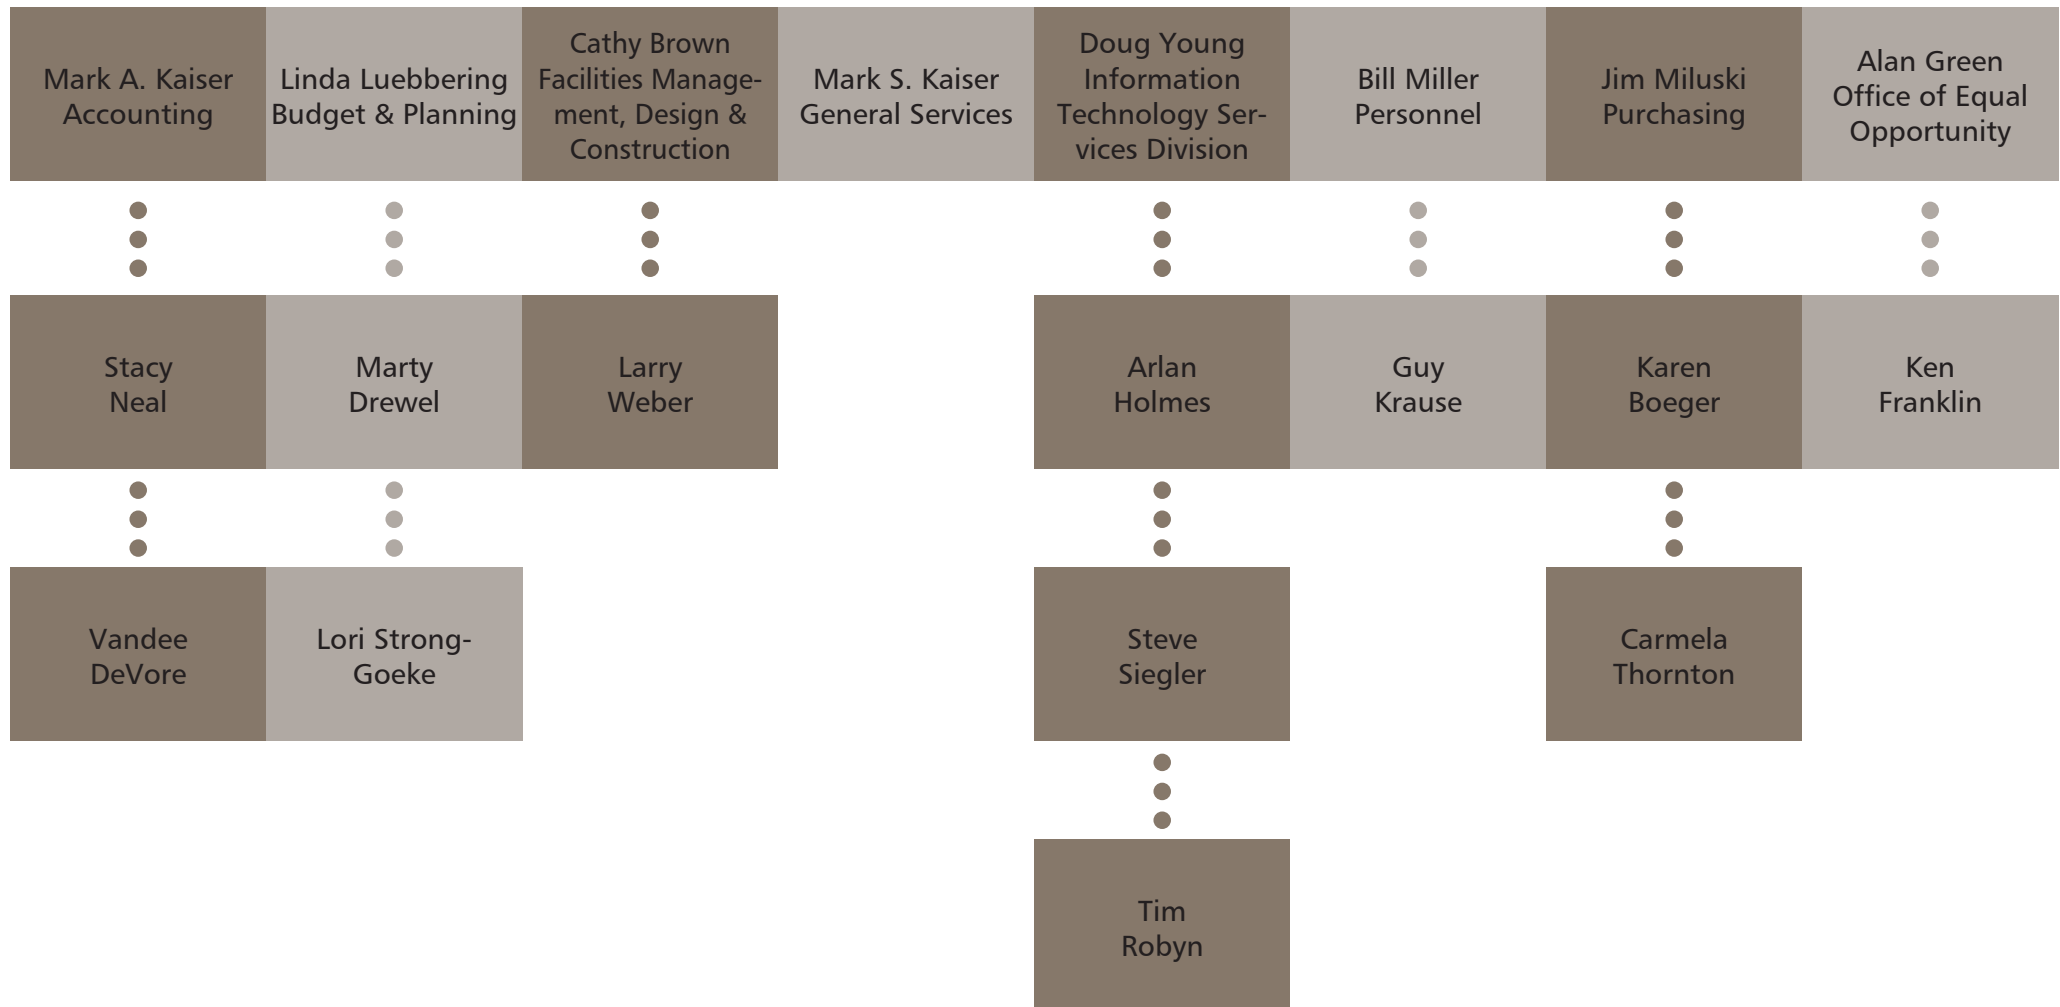 Mark A. Kaiser
Accounting
Linda Luebbering
Budget & Planning
Cathy Brown
Facilities Manage-
ment, Design &
Construction
Mark S. Kaiser
General Services
Doug Young
Information
Technology Ser-
vices Division
Bill Miller
Personnel
Jim Miluski
Purchasing
Alan Green
Office of Equal
Opportunity
Stacy
Neal
Marty
Drewel
Larry
Weber
Arlan
Holmes
Guy
Krause
Karen
Boeger
Ken
Franklin
Vandee
DeVore
Lori Strong-
Goeke
Steve
Siegler
Carmela
Thornton
Tim
Robyn